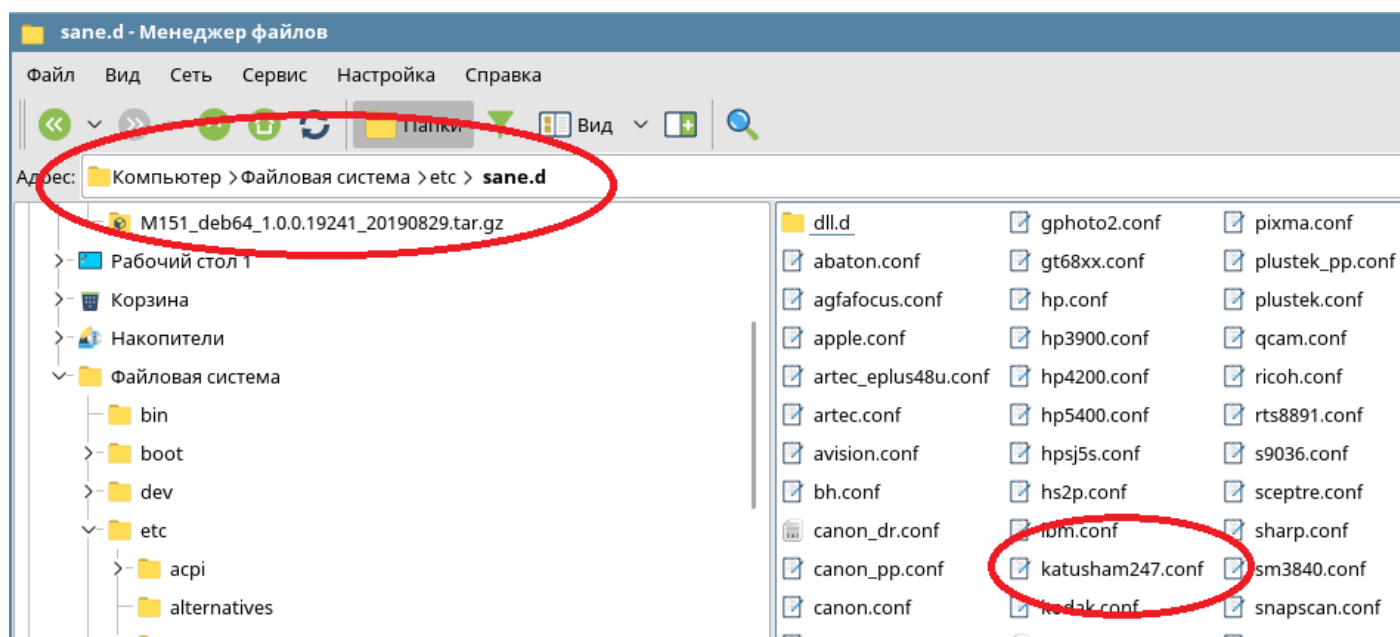 sane.d - Менеджер файлов
Файл Вид Сеть Сервис Настройка Справка
Папки Вид
Адрес: Компьютер > Файловая система > etc > sane.d
M151_deb64_1.0.0.19241_20190829.tar.gz
Рабочий стол 1
Корзина
Накопители
Файловая система
bin
boot
dev
etc
acpi
alternatives
dll.d gphoto2.conf pixma.conf
abaton.conf gt68xx.conf plustek_pp.conf
agfafocus.conf hp.conf plustek.conf
apple.conf hp3900.conf qcam.conf
artec_eplus48u.conf hp4200.conf ricoh.conf
artec.conf hp5400.conf rts8891.conf
avision.conf hpsj5s.conf s9036.conf
bh.conf hs2p.conf sceptre.conf
canon_dr.conf ibm.conf sharp.conf
canon_pp.conf katusham247.conf sm3840.conf
canon.conf kodak.conf snapscan.conf